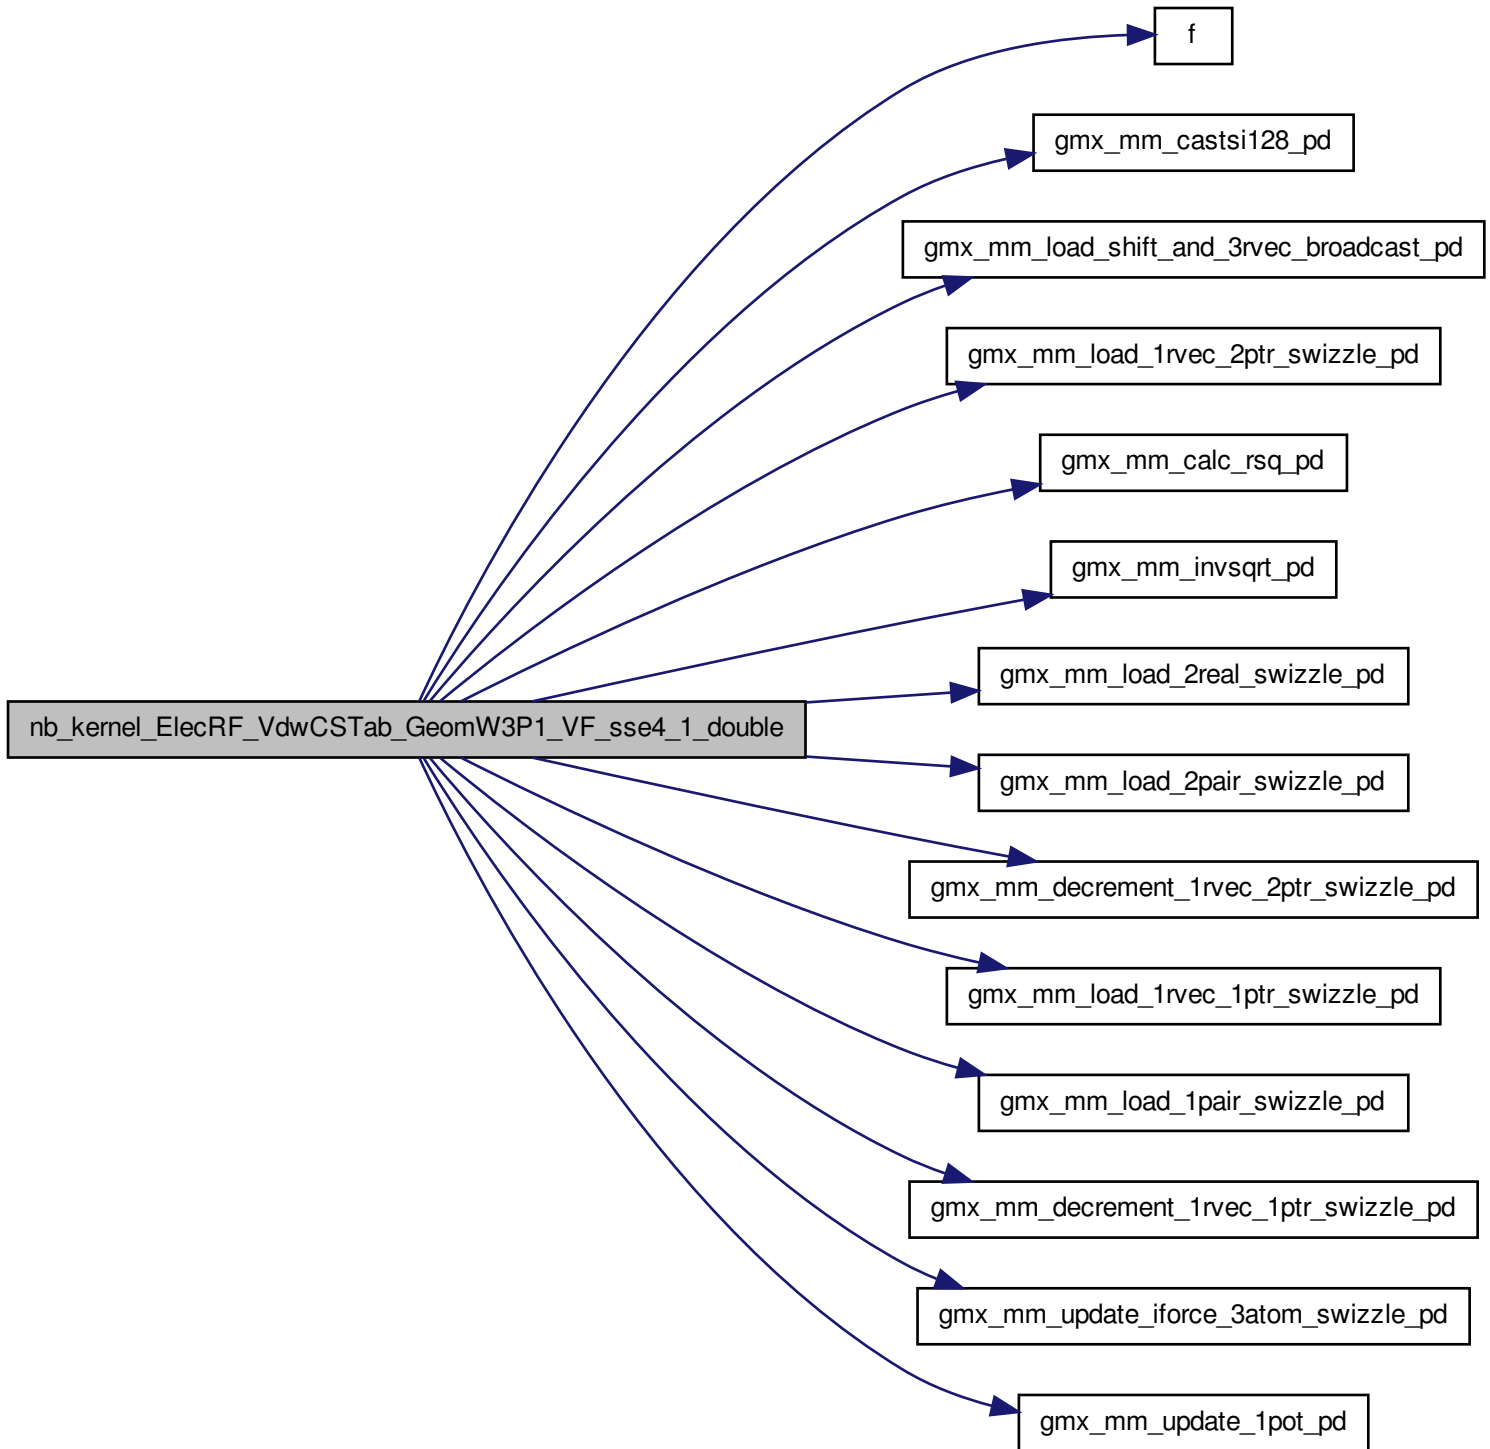 f
gmx_mm_castsi128_pd
gmx_mm_load_shift_and_3rvec_broadcast_pd
gmx_mm_load_1rvec_2ptr_swizzle_pd
gmx_mm_calc_rsq_pd
gmx_mm_invsqrt_pd
gmx_mm_load_2real_swizzle_pd
nb_kernel_ElecRF_VdwCSTab_GeomW3P1_VF_sse4_1_double
gmx_mm_load_2pair_swizzle_pd
gmx_mm_decrement_1rvec_2ptr_swizzle_pd
gmx_mm_load_1rvec_1ptr_swizzle_pd
gmx_mm_load_1pair_swizzle_pd
gmx_mm_decrement_1rvec_1ptr_swizzle_pd
gmx_mm_update_iforce_3atom_swizzle_pd
gmx_mm_update_1pot_pd